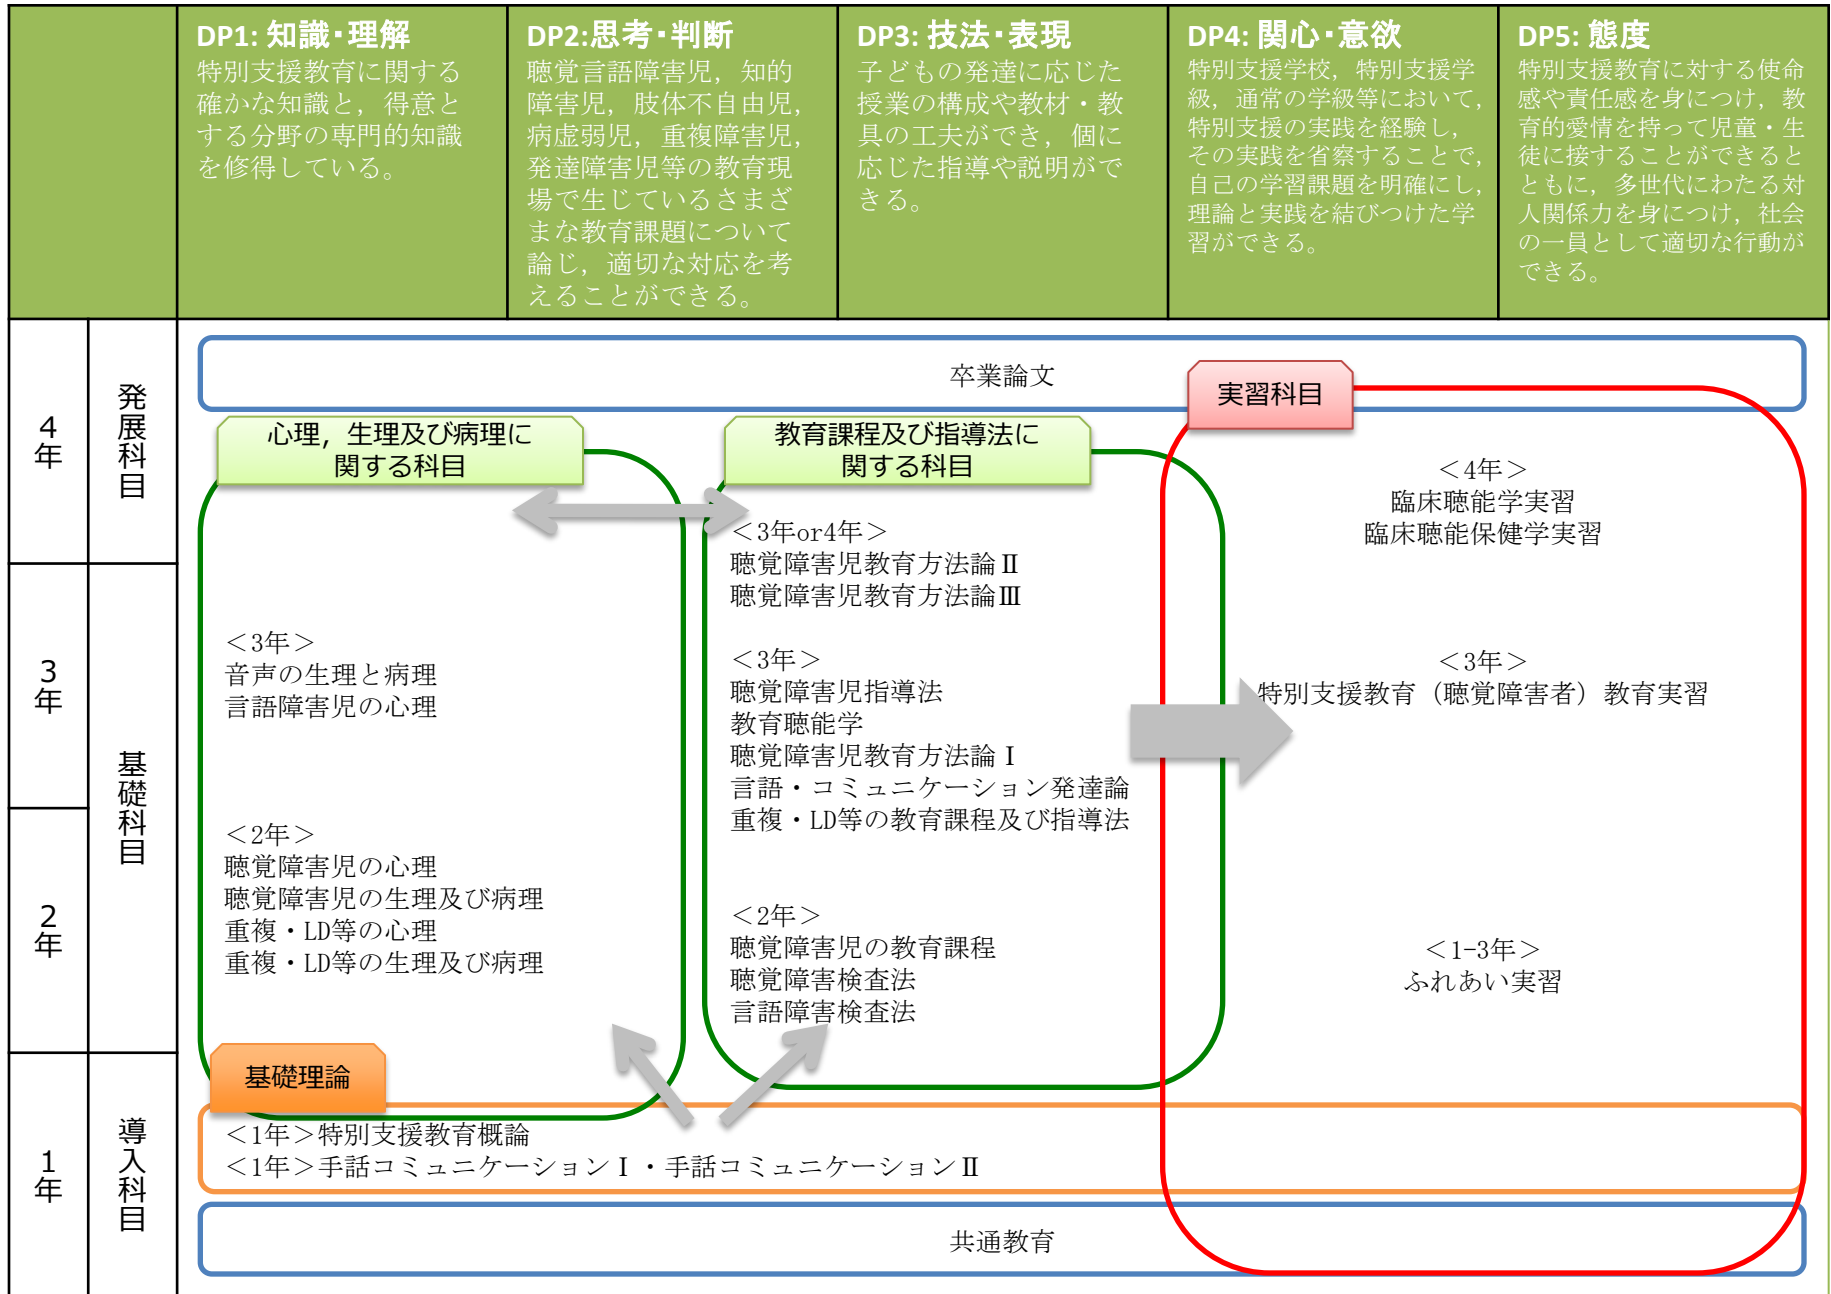 DP1: 知識・理解
特別支援教育に関する
確かな知識と，得意と
する分野の専門的知識
を修得している。
DP2:思考・判断
聴覚言語障害児，知的
障害児，肢体不自由児，
病虚弱児，重複障害児，
発達障害児等の教育現
場で生じているさまざ
まな教育課題について
論じ，適切な対応を考
えることができる。
DP3: 技法・表現
子どもの発達に応じた
授業の構成や教材・教
具の工夫ができ，個に
応じた指導や説明がで
きる。
DP4: 関心・意欲
特別支援学校，特別支援学
級，通常の学級等において，
特別支援の実践を経験し，
その実践を省察することで，
自己の学習課題を明確にし，
理論と実践を結びつけた学
習ができる。
DP5: 態度
特別支援教育に対する使命
感や責任感を身につけ，教
育的愛情を持って児童・生
徒に接することができると
ともに，多世代にわたる対
人関係力を身につけ，社会
の一員として適切な行動が
できる。
4年
発展科目
3年
基礎科目
2年
1年
導入科目
卒業論文
心理，生理及び病理に
関する科目
＜3年＞
音声の生理と病理
言語障害児の心理
＜2年＞
聴覚障害児の心理
聴覚障害児の生理及び病理
重複・LD等の心理
重複・LD等の生理及び病理
教育課程及び指導法に
関する科目
＜3年or4年＞
聴覚障害児教育方法論Ⅱ
聴覚障害児教育方法論Ⅲ
＜3年＞
聴覚障害児指導法
教育聴能学
聴覚障害児教育方法論Ⅰ
言語・コミュニケーション発達論
重複・LD等の教育課程及び指導法
＜2年＞
聴覚障害児の教育課程
聴覚障害検査法
言語障害検査法
実習科目
＜4年＞
臨床聴能学実習
臨床聴能保健学実習
＜3年＞
特別支援教育（聴覚障害者）教育実習
＜1-3年＞
ふれあい実習
基礎理論
＜1年＞特別支援教育概論
＜1年＞手話コミュニケーションⅠ・手話コミュニケーションⅡ
共通教育